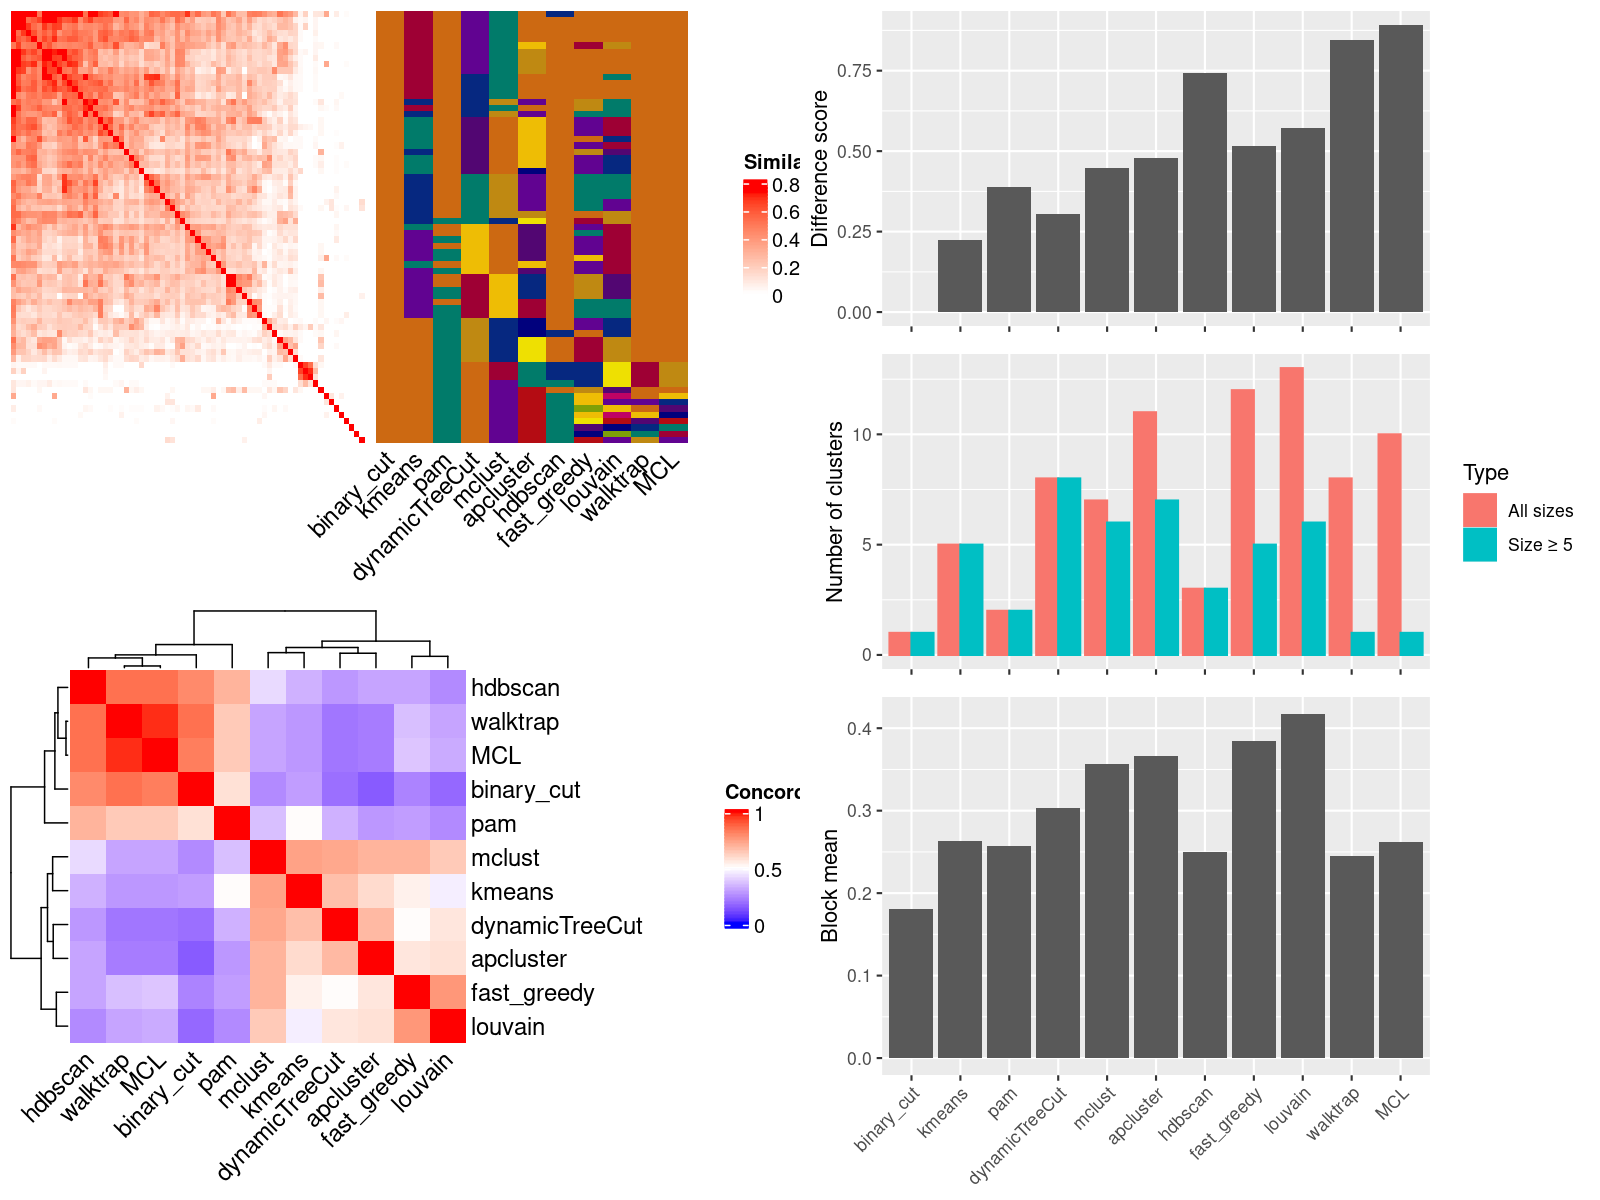 Simila
0.8
0.6
0.4
0.2
0
binary_cut
kmeans
pam
dynamicTreeCut
mclust
apcluster
hdbscan
fast_greedy
louvain
walktrap
MCL
hdbscan
walktrap
MCL
binary_cut
pam
mclust
kmeans
dynamicTreeCut
apcluster
fast_greedy
louvain
Concord
1
0.5
0
hdbscan
walktrap
MCL
binary_cut
pam
mclust
kmeans
dynamicTreeCut
apcluster
fast_greedy
louvain
Difference score
0.75
0.50
0.25
0.00
Number of clusters
10
5
0
Type
All sizes
Size ≥ 5
Block mean
0.4
0.3
0.2
0.1
0.0
binary_cut
kmeans
pam
dynamicTreeCut
mclust
apcluster
hdbscan
fast_greedy
louvain
walktrap
MCL